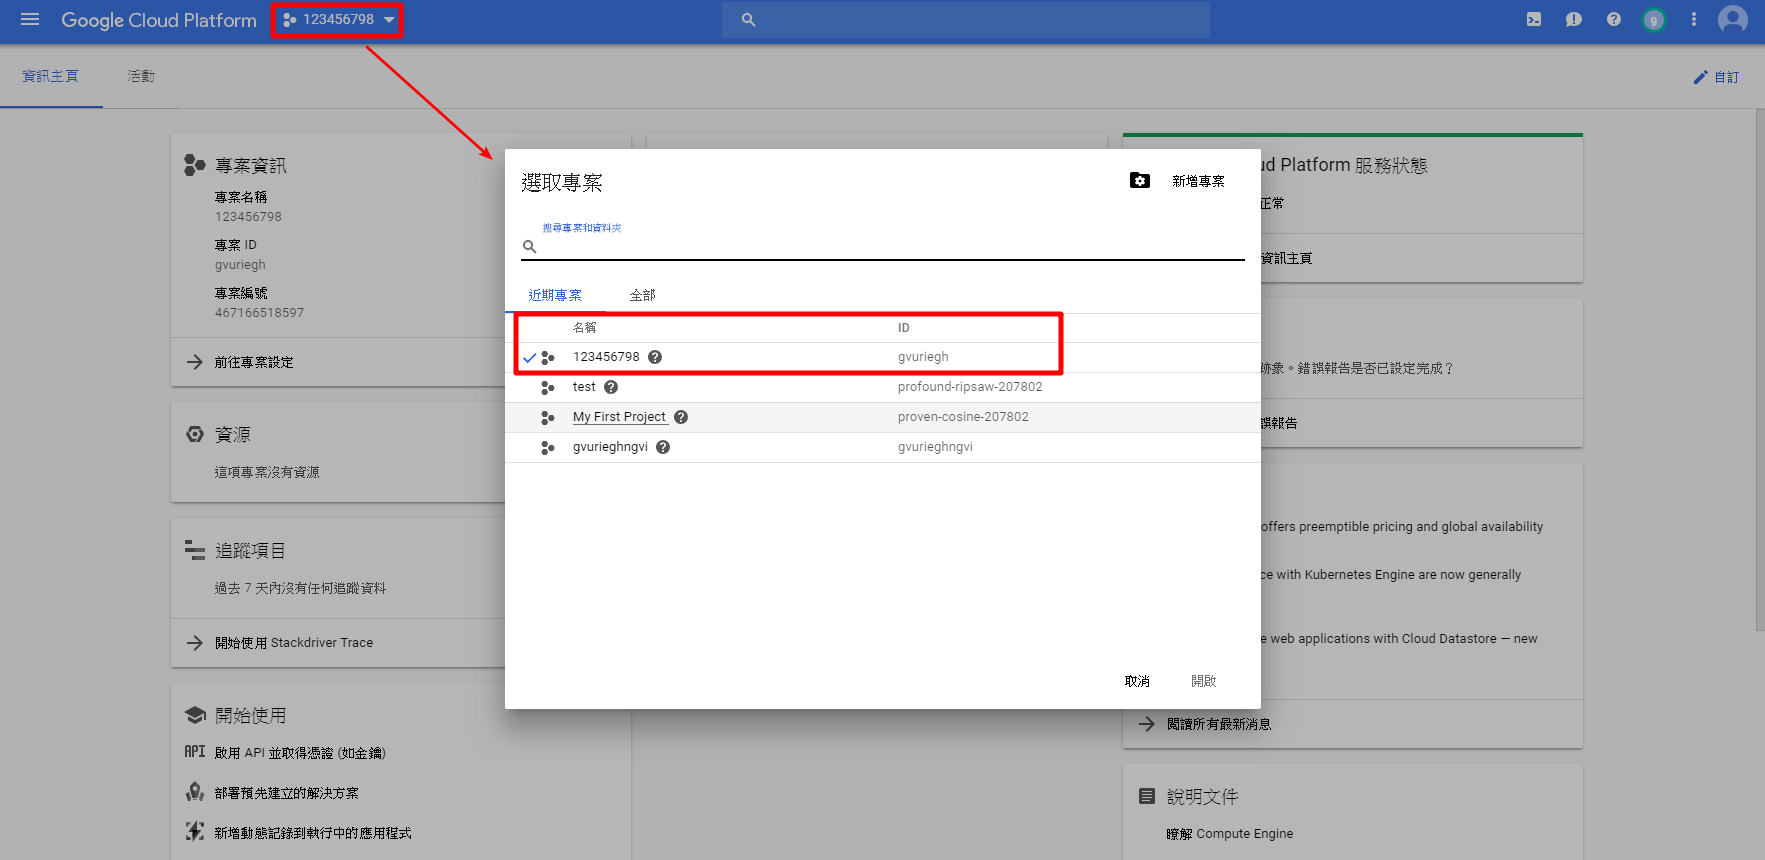 Google Cloud Platform 123456798
9
資訊主頁 活動
自訂
專案資訊
專案名稱
123456798
專案 ID
gvuriegh
專案編號
467166518597
前往專案設定
資源
這項專案沒有資源
追蹤項目
過去 7 天內沒有任何追蹤資料
開始使用 Stackdriver Trace
開始使用
API 啟用 API 並取得憑證 (如金鑰)
部署預先建立的解決方案
新增動態記錄到執行中的應用程式
選取專案
新增專案
搜尋專案和資料夾
近期專案 全部
名稱 ID
123456798 gvuriegh
test profound-ripsaw-207802
My First Project proven-cosine-207802
gvurieghngvi gvurieghngvi
取消 開啟
ud Platform 服務狀態
正常
資訊主頁
跡象。錯誤報告是否已設定完成？
誤報告
offers preemptible pricing and global availability
ce with Kubernetes Engine are now generally
e web applications with Cloud Datastore — new
閱讀所有最新消息
說明文件
瞭解 Compute Engine